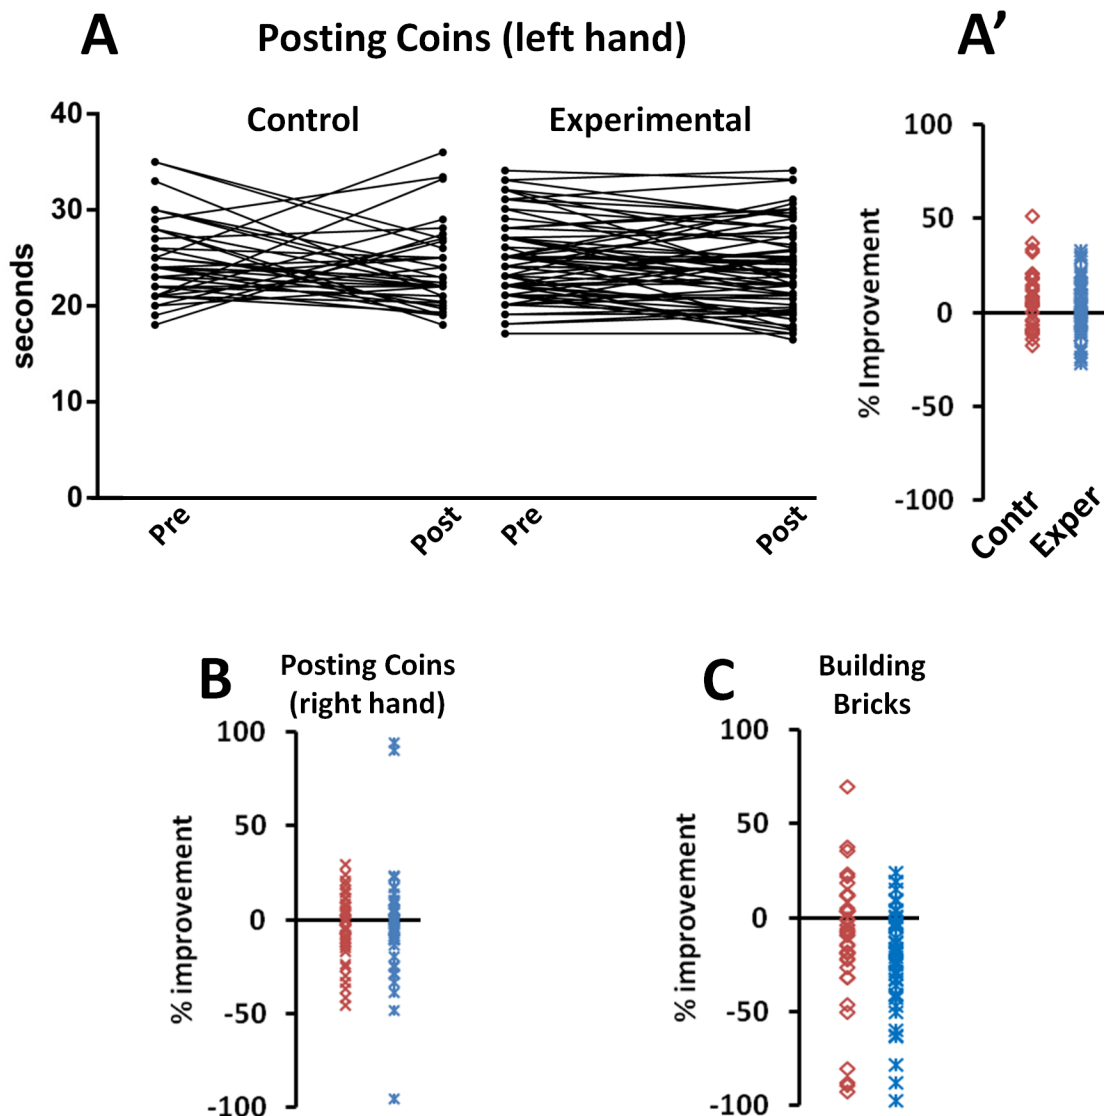 A
Posting Coins (left hand)
A’
Control
Experimental
seconds
40
30
20
10
0
Pre
Post
Pre
Post
% Improvement
100
50
0
-50
-100
Contr
Exper
B
Posting Coins
(right hand)
% improvement
100
50
0
-50
-100
C
Building
Bricks
% improvement
100
50
0
-50
-100